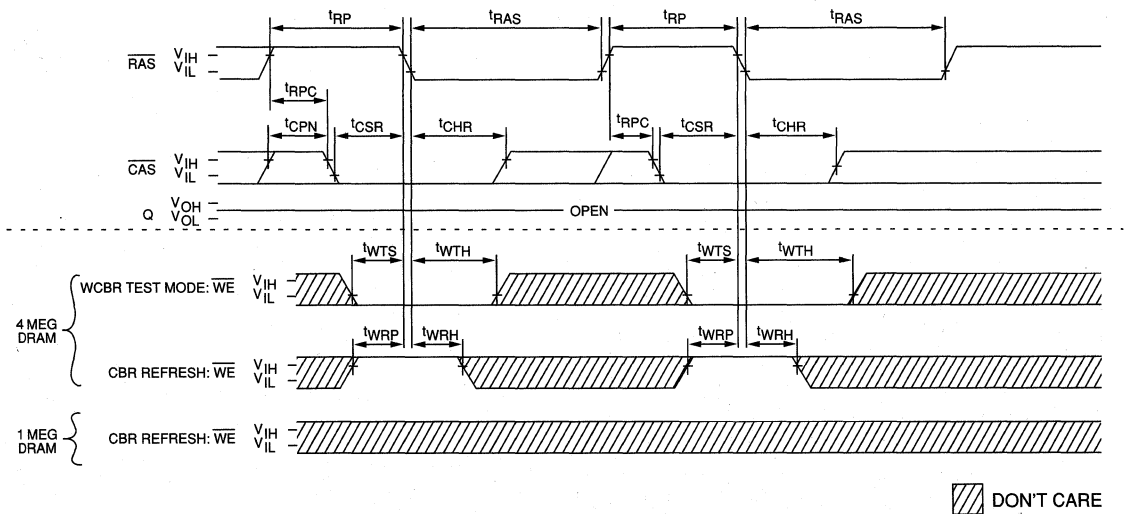 tRP tRAS tRP tRAS
RAS VIH VIL
tRPC
tCPN tCSR tCHR tRPC tCSR tCHR
CAS VIH VIL
Q VOH VOL OPEN
tWTS tWTH tWTS tWTH
4 MEG DRAM
WCBR TEST MODE: WE VIH VIL
tWRP tWRH tWRP tWRH
CBR REFRESH: WE VIH VIL
1 MEG DRAM
CBR REFRESH: WE VIH VIL
DON'T CARE